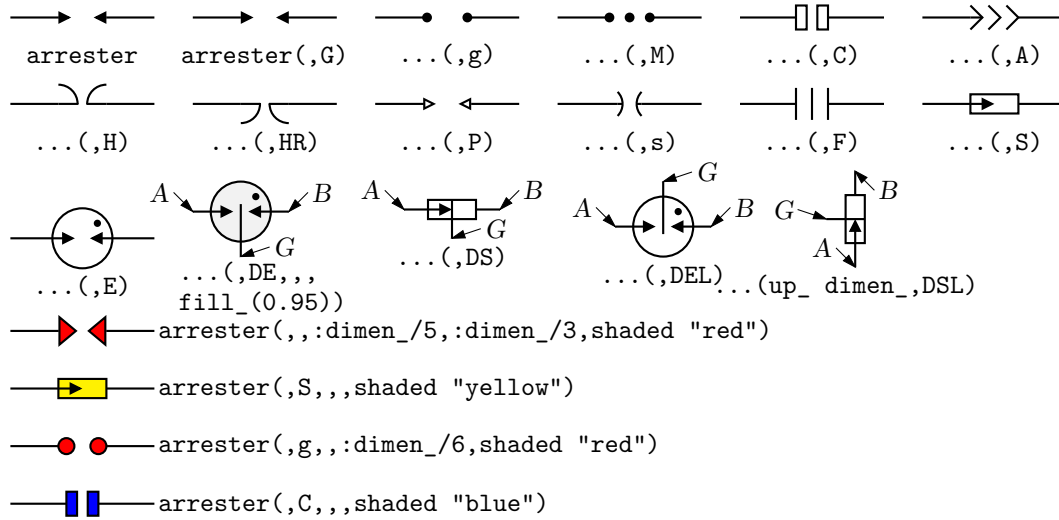 arrester arrester(,G) ...(,g) ...(,M) ...(,C) ...(,A)
...(,H) ...(,HR) ...(,P) ...(,s) ...(,F) ...(,S)
A B G A B G G A B B G A
...(,E) ...(,DE,,, fill_(0.95)) ...(,DS) ...(,DEL) ...(up_ dimen_,DSL)
arrester(,,:dimen_/5,:dimen_/3,shaded "red")
arrester(,S,,,shaded "yellow")
arrester(,g,,:dimen_/6,shaded "red")
arrester(,C,,,shaded "blue")